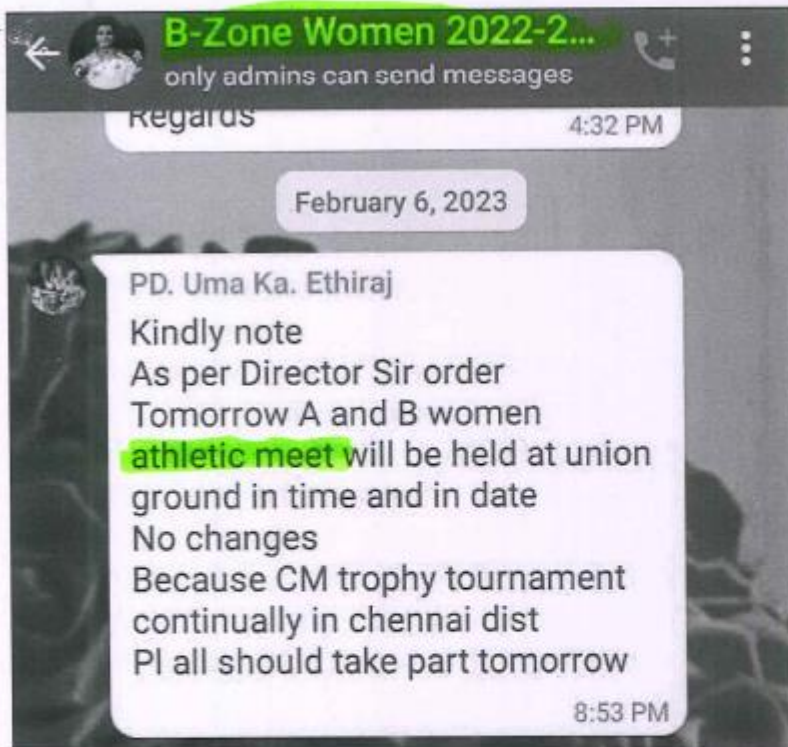 B-Zone Women 2022-2...
only admins can send messages
Regards
4:32 PM
February 6, 2023
PD. Uma Ka. Ethiraj
Kindly note
As per Director Sir order
Tomorrow A and B women
athletic meet will be held at union
ground in time and in date
No changes
Because CM trophy tournament
continually in chennai dist
Pl all should take part tomorrow
8:53 PM